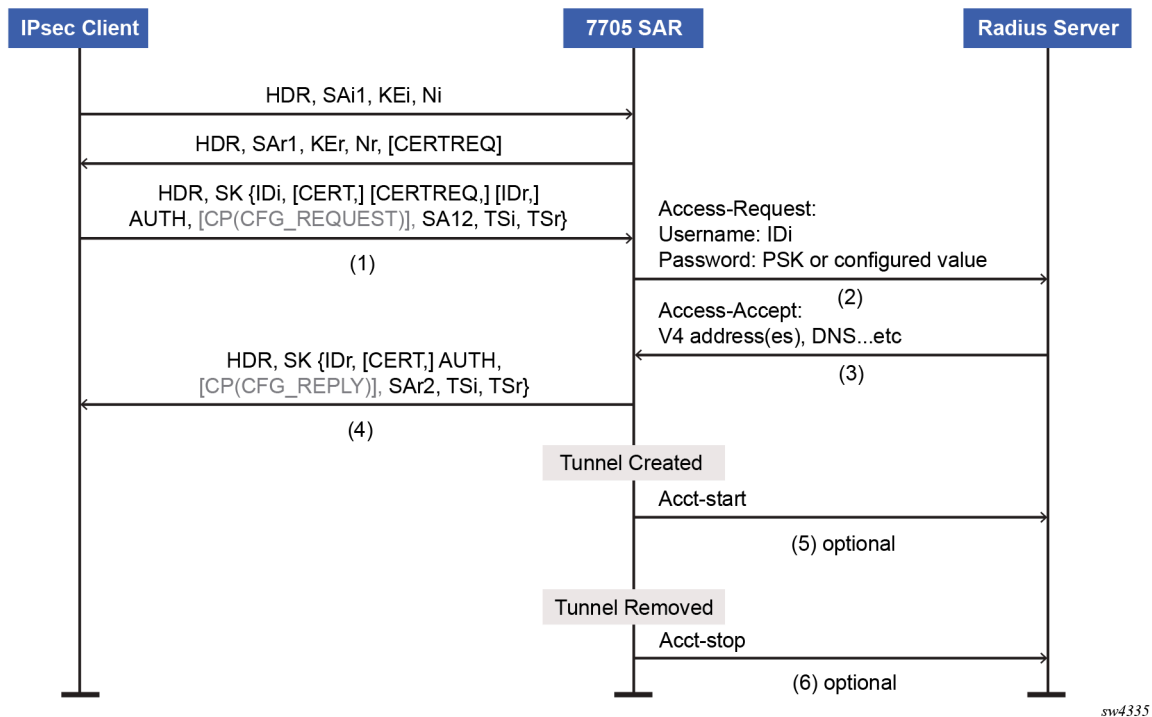 IPsec Client
7705 SAR
Radius Server
HDR, SAi1, KEi, Ni
HDR, SAr1, KEr, Nr, [CERTREQ]
HDR, SK {IDi, [CERT,] [CERTREQ,] [IDr,]
AUTH, [CP(CFG_REQUEST)], SA12, TSi, TSr}
(1)
Access-Request:
Username: IDi
Password: PSK or configured value
(2)
Access-Accept:
V4 address(es), DNS...etc
(3)
HDR, SK {IDr, [CERT,] AUTH,
[CP(CFG_REPLY)], SAr2, TSi, TSr}
(4)
Tunnel Created
Acct-start
(5) optional
Tunnel Removed
Acct-stop
(6) optional
sw4335